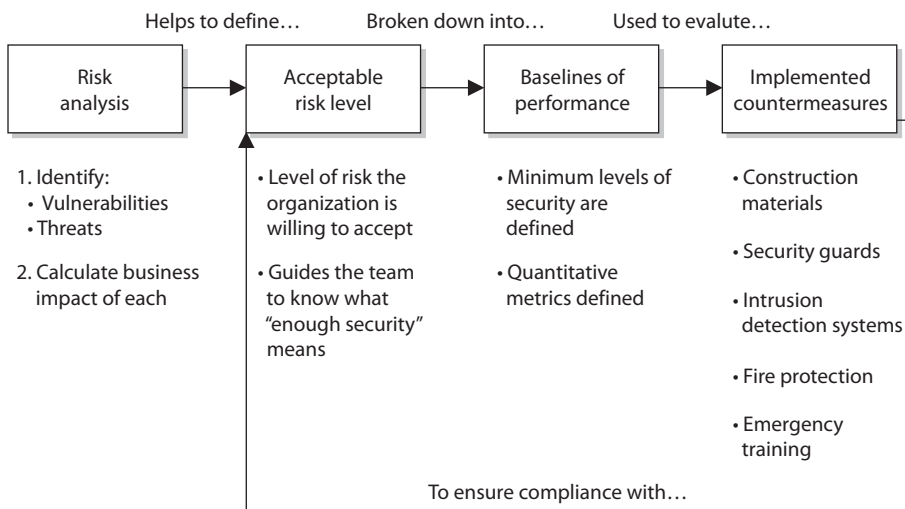 Helps to define…
Broken down into…
Used to evaluate…
Risk
analysis
Acceptable
risk level
Baselines of
performance
Implemented
countermeasures
1. Identify:
• Vulnerabilities
• Threats
2. Calculate business
impact of each
• Level of risk the
organization is
willing to accept
• Guides the team
to know what
“enough security”
means
• Minimum levels of
security are
defined
• Quantitative
metrics defined
• Construction
materials
• Security guards
• Intrusion
detection systems
• Fire protection
• Emergency
training
To ensure compliance with…